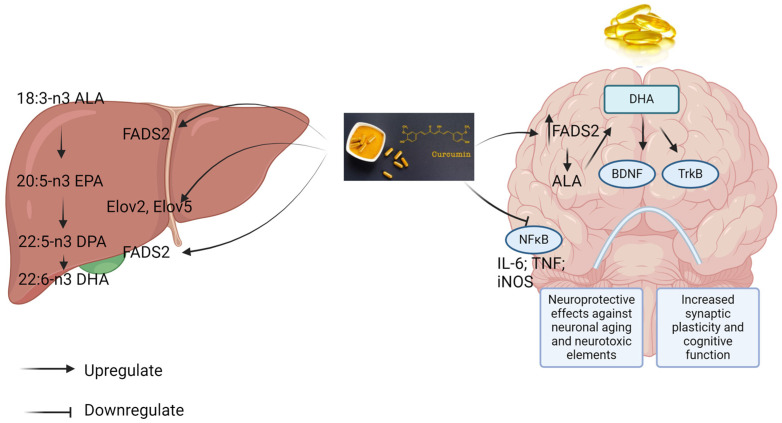 18:3-n3 ALA
FADS2
20:5-n3 EPA
Elov2, Elov5
22:5-n3 DPA
FADS2
22:6-n3 DHA
Upregulate
Downregulate
Curcumin
DHA
FADS2
ALA
BDNF
TrkB
NFκB
IL-6; TNF;
iNOS
Neuroprotective
effects against
neuronal aging
and neurotoxic
elements
Increased
synaptic
plasticity and
cognitive
function